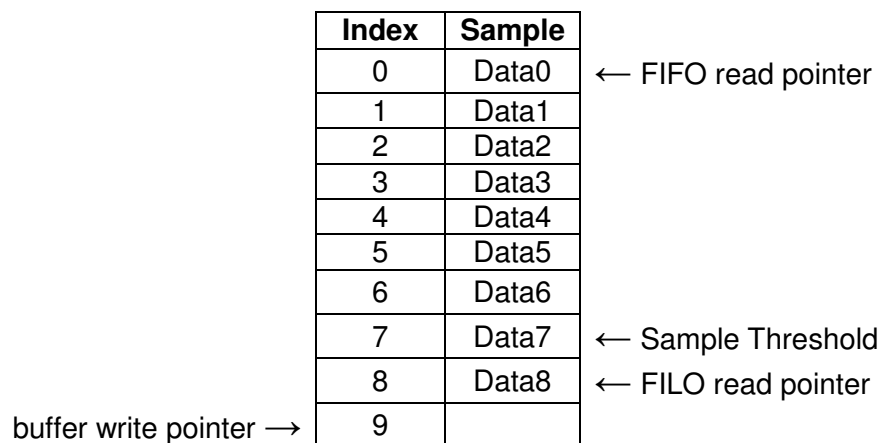 Index Sample
0 Data0 ← FIFO read pointer
1 Data1
2 Data2
3 Data3
4 Data4
5 Data5
6 Data6
7 Data7 ← Sample Threshold
8 Data8 ← FILO read pointer
buffer write pointer → 9